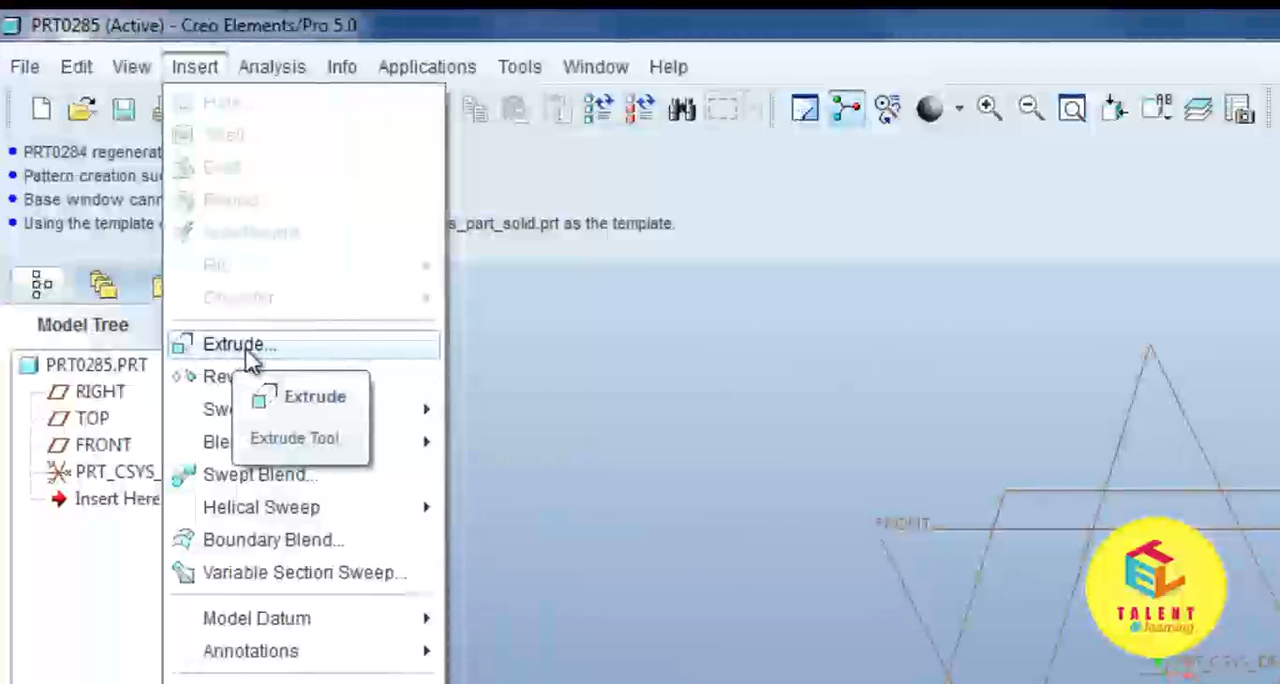 PRT0285 (Active) - Creo Elements/Pro 5.0
File Edit View Insert Analysis Info Applications Tools Window Help
PRT0284 regenerat
Pattern creation su
Base window cann
Using the template s_part_solid.prt as the template.
Shell
Model Tree
PRT0285.PRT
RIGHT
TOP
FRONT
PRT_CSYS_
Insert Here
Extrude...
Rev
Extrude
Swe
Extrude Tool
Ble
Swept Blend...
Helical Sweep
Boundary Blend...
Variable Section Sweep...
Model Datum
Annotations
FRONT
TEL
TALENT
@ learning